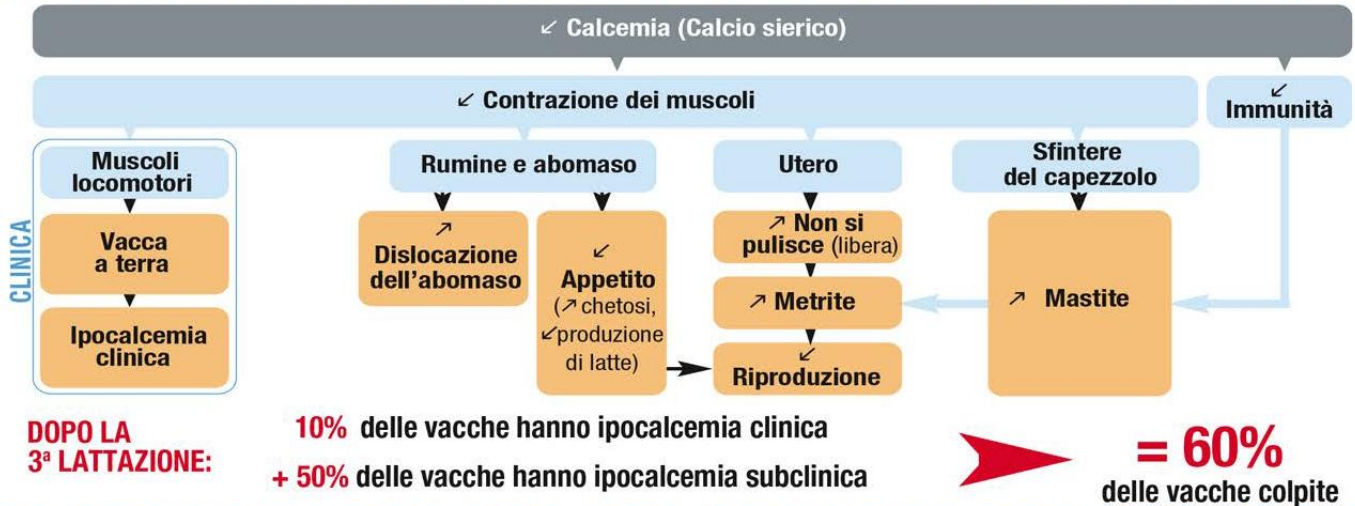 ↙ Calcemia (Calcio sierico)
↙ Contrazione dei muscoli
↙
Immunità
CLINICA
Muscoli
locomotori
Vacca
a terra
Ipocalcemia
clinica
Rumine e abomaso
↗
Dislocazione
dell'abomaso
↙
Appetito
(↗ chetosi,
↙produzione
di latte)
Utero
↗ Non si
pulisce (libera)
↗ Metrite
↙
Riproduzione
Sfintere
del capezzolo
↗ Mastite
DOPO LA
3ª LATTAZIONE:
10% delle vacche hanno ipocalcemia clinica
+ 50% delle vacche hanno ipocalcemia subclinica
= 60%
delle vacche colpite